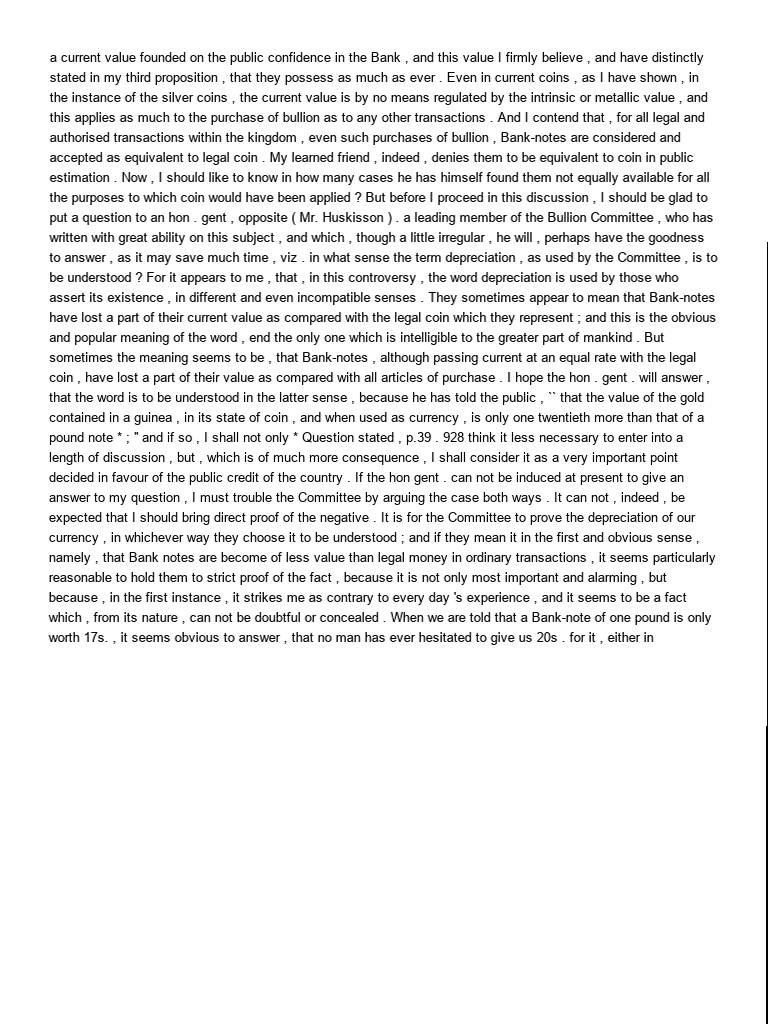 a current value founded on the public confidence in the Bank , and this value I firmly believe , and have distinctly
stated in my third proposition , that they possess as much as ever . Even in current coins , as I have shown , in
the instance of the silver coins , the current value is by no means regulated by the intrinsic or metallic value , and
this applies as much to the purchase of bullion as to any other transactions . And I contend that , for all legal and
authorised transactions within the kingdom , even such purchases of bullion , Bank-notes are considered and
accepted as equivalent to legal coin . My learned friend , indeed , denies them to be equivalent to coin in public
estimation . Now , I should like to know in how many cases he has himself found them not equally available for all
the purposes to which coin would have been applied ? But before I proceed in this discussion , I should be glad to
put a question to an hon . gent , opposite ( Mr. Huskisson ) . a leading member of the Bullion Committee , who has
written with great ability on this subject , and which , though a little irregular , he will , perhaps have the goodness
to answer , as it may save much time , viz . in what sense the term depreciation , as used by the Committee , is to
be understood ? For it appears to me , that , in this controversy , the word depreciation is used by those who
assert its existence , in different and even incompatible senses . They sometimes appear to mean that Bank-notes
have lost a part of their current value as compared with the legal coin which they represent ; and this is the obvious
and popular meaning of the word , end the only one which is intelligible to the greater part of mankind . But
sometimes the meaning seems to be , that Bank-notes , although passing current at an equal rate with the legal
coin , have lost a part of their value as compared with all articles of purchase . I hope the hon . gent . will answer ,
that the word is to be understood in the latter sense , because he has told the public , `` that the value of the gold
contained in a guinea , in its state of coin , and when used as currency , is only one twentieth more than that of a
pound note * ; '' and if so , I shall not only * Question stated , p.39 . 928 think it less necessary to enter into a
length of discussion , but , which is of much more consequence , I shall consider it as a very important point
decided in favour of the public credit of the country . If the hon gent . can not be induced at present to give an
answer to my question , I must trouble the Committee by arguing the case both ways . It can not , indeed , be
expected that I should bring direct proof of the negative . It is for the Committee to prove the depreciation of our
currency , in whichever way they choose it to be understood ; and if they mean it in the first and obvious sense ,
namely , that Bank notes are become of less value than legal money in ordinary transactions , it seems particularly
reasonable to hold them to strict proof of the fact , because it is not only most important and alarming , but
because , in the first instance , it strikes me as contrary to every day 's experience , and it seems to be a fact
which , from its nature , can not be doubtful or concealed . When we are told that a Bank-note of one pound is only
worth 17s. , it seems obvious to answer , that no man has ever hesitated to give us 20s . for it , either in